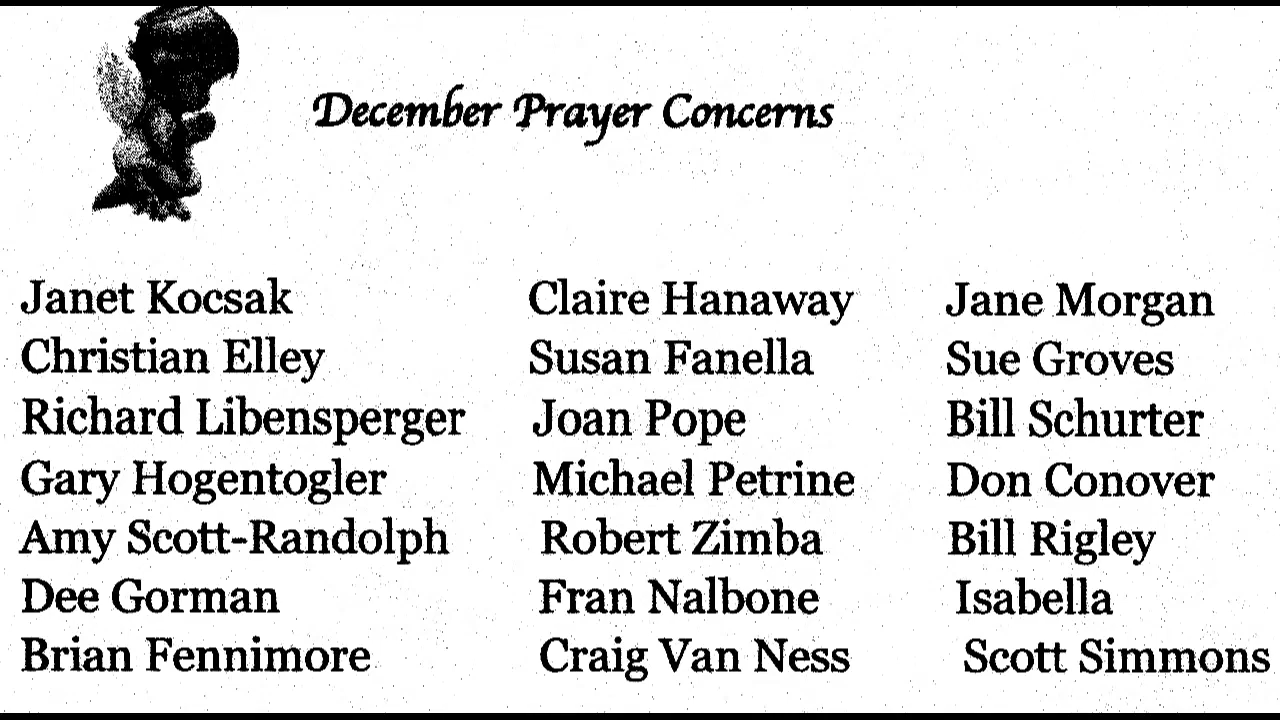 December Prayer Concerns
Janet Kocsak Claire Hanaway Jane Morgan
Christian Elley Susan Fanella Sue Groves
Richard Libensperger Joan Pope Bill Schurter
Gary Hogentogler Michael Petrine Don Conover
Amy Scott-Randolph Robert Zimba Bill Rigley
Dee Gorman Fran Nalbone Isabella
Brian Fennimore Craig Van Ness Scott Simmons